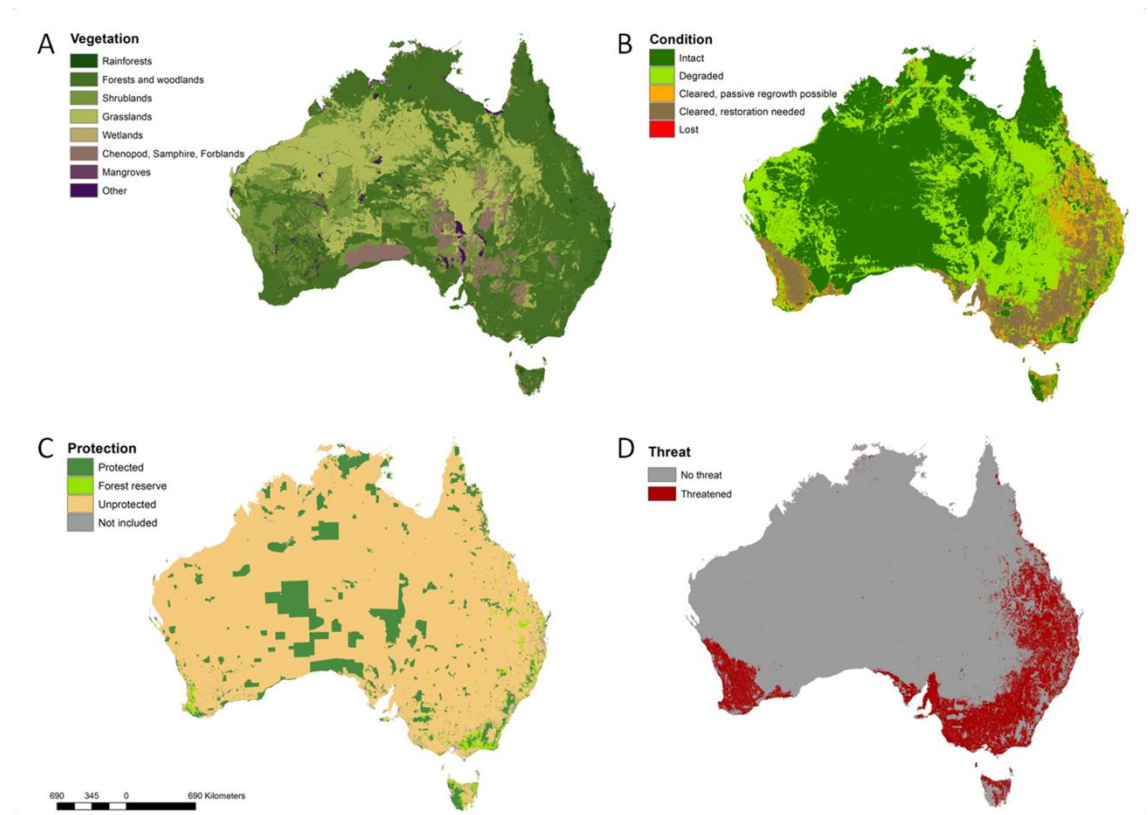 A Vegetation
Rainforests
Forests and woodlands
Shrublands
Grasslands
Wetlands
Chenopod, Samphire, Forblands
Mangroves
Other
B Condition
Intact
Degraded
Cleared, passive regrowth possible
Cleared, restoration needed
Lost
C Protection
Protected
Forest reserve
Unprotected
Not included
690 345 0 690 Kilometers
D Threat
No threat
Threatened